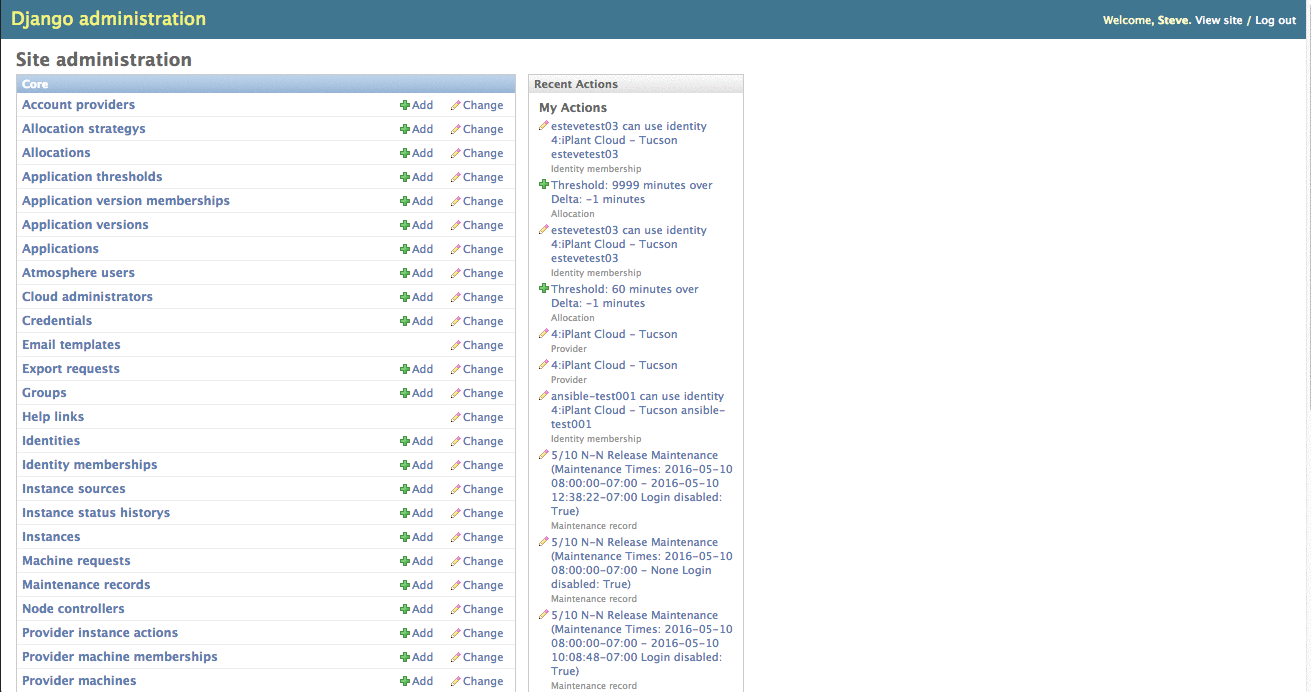 Django administration
Welcome, Steve. View site / Log out
Site administration
Core
Account providers Add Change
Allocation strategys Add Change
Allocations Add Change
Application thresholds Add Change
Application version memberships Add Change
Application versions Add Change
Applications Add Change
Atmosphere users Add Change
Cloud administrators Add Change
Credentials Add Change
Email templates Change
Export requests Add Change
Groups Add Change
Help links Change
Identities Add Change
Identity memberships Add Change
Instance sources Add Change
Instance status historys Add Change
Instances Add Change
Machine requests Add Change
Maintenance records Add Change
Node controllers Add Change
Provider instance actions Add Change
Provider machine memberships Add Change
Provider machines Add Change
Recent Actions
My Actions
estevetest03 can use identity
4:iPlant Cloud - Tucson
estevetest03
Identity membership
Threshold: 9999 minutes over
Delta: -1 minutes
Allocation
estevetest03 can use identity
4:iPlant Cloud - Tucson
estevetest03
Identity membership
Threshold: 60 minutes over
Delta: -1 minutes
Allocation
4:iPlant Cloud - Tucson
Provider
4:iPlant Cloud - Tucson
Provider
ansible-test001 can use identity
4:iPlant Cloud - Tucson ansible-
test001
Identity membership
5/10 N-N Release Maintenance
(Maintenance Times: 2016-05-10
08:00:00-07:00 - 2016-05-10
12:38:22-07:00 Login disabled:
True)
Maintenance record
5/10 N-N Release Maintenance
(Maintenance Times: 2016-05-10
08:00:00-07:00 - None Login
disabled: True)
Maintenance record
5/10 N-N Release Maintenance
(Maintenance Times: 2016-05-10
08:00:00-07:00 - 2016-05-10
10:08:48-07:00 Login disabled:
True)
Maintenance record